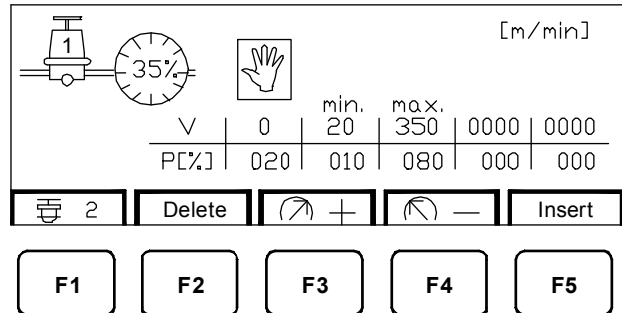 [m/min]
1
35%
min. max.
V 0 20 350 0000 0000
P[%] 020 010 080 000 000
2 Delete + − Insert
F1 F2 F3 F4 F5